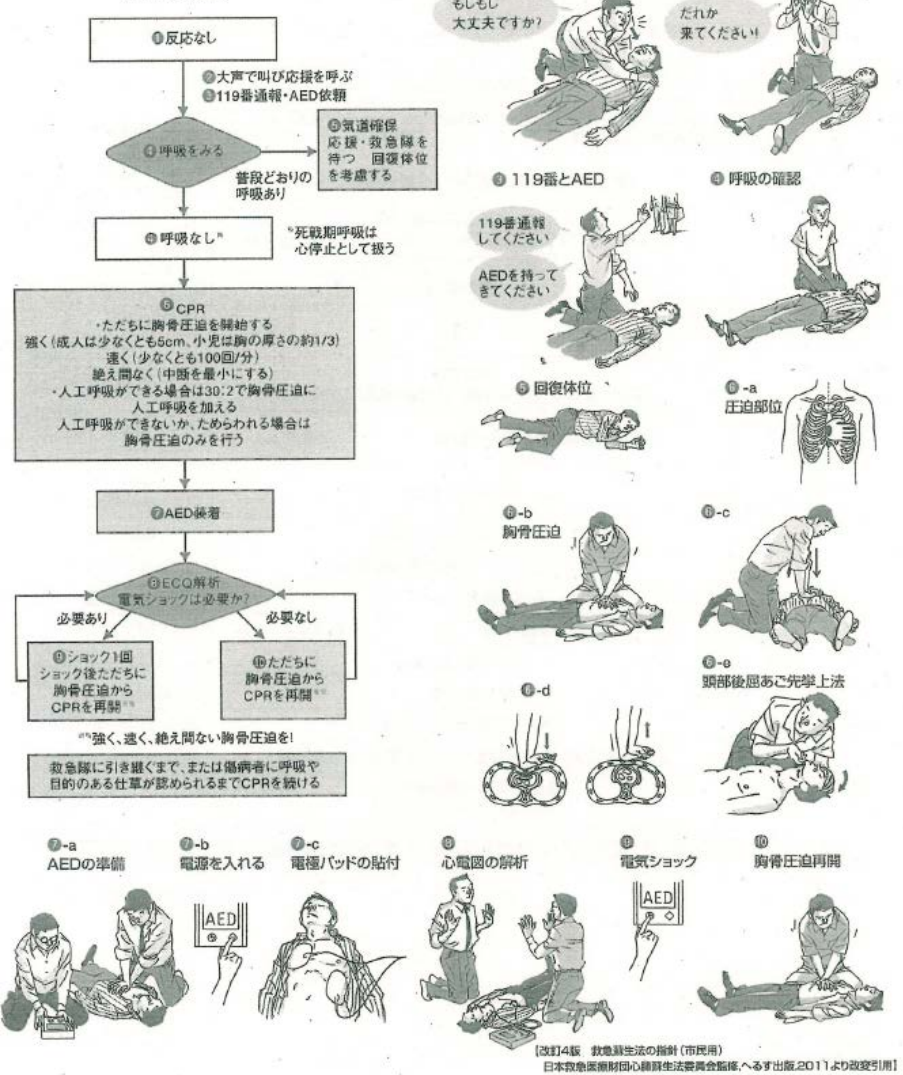 ❶反応なし
❷大声で叫び応援を呼ぶ
❸119番通報・AED依頼
❹呼吸をみる
普段どおりの
呼吸あり
❺気道確保
応援・救急隊を
待つ 回復体位
を考慮する
呼吸なし
死戦期呼吸は
心停止として扱う
❻CPR
・ただちに胸骨圧迫を開始する
強く(成人は少なくとも5cm、小児は胸の厚さの約1/3)
速く(少なくとも100回/分)
絶え間なく(中断を最小にする)
・人工呼吸ができる場合は30:2で胸骨圧迫に
人工呼吸を加える
人工呼吸ができないか、ためらわれる場合は
胸骨圧迫のみを行う
❼AED装着
❽ECG解析
電気ショックは必要か?
必要あり
必要なし
❾ショック1回
ショック後ただちに
胸骨圧迫から
CPRを再開
❿ただちに
胸骨圧迫から
CPRを再開
強く、速く、絶え間ない胸骨圧迫を!
救急隊に引き継ぐまで、または傷病者に呼吸や
目的のある仕草が認められるまでCPRを続ける
もしもし
大丈夫ですか?
だれか
来てください!
❸ 119番とAED
119番通報
してください
AEDを持って
きてください
❹ 呼吸の確認
❺ 回復体位
❻-a
圧迫部位
❻-b
胸骨圧迫
❻-c
❻-d
❻-e
頭部後屈あご先挙上法
❼-a
AEDの準備
❼-b
電源を入れる
AED
❼-c
電極パッドの貼付
❽
心電図の解析
❾
電気ショック
AED
❿
胸骨圧迫再開
【改訂4版 救急蘇生法の指針(市民用)
日本救急医療財団心肺蘇生法委員会監修、へるす出版、2011より改変引用】